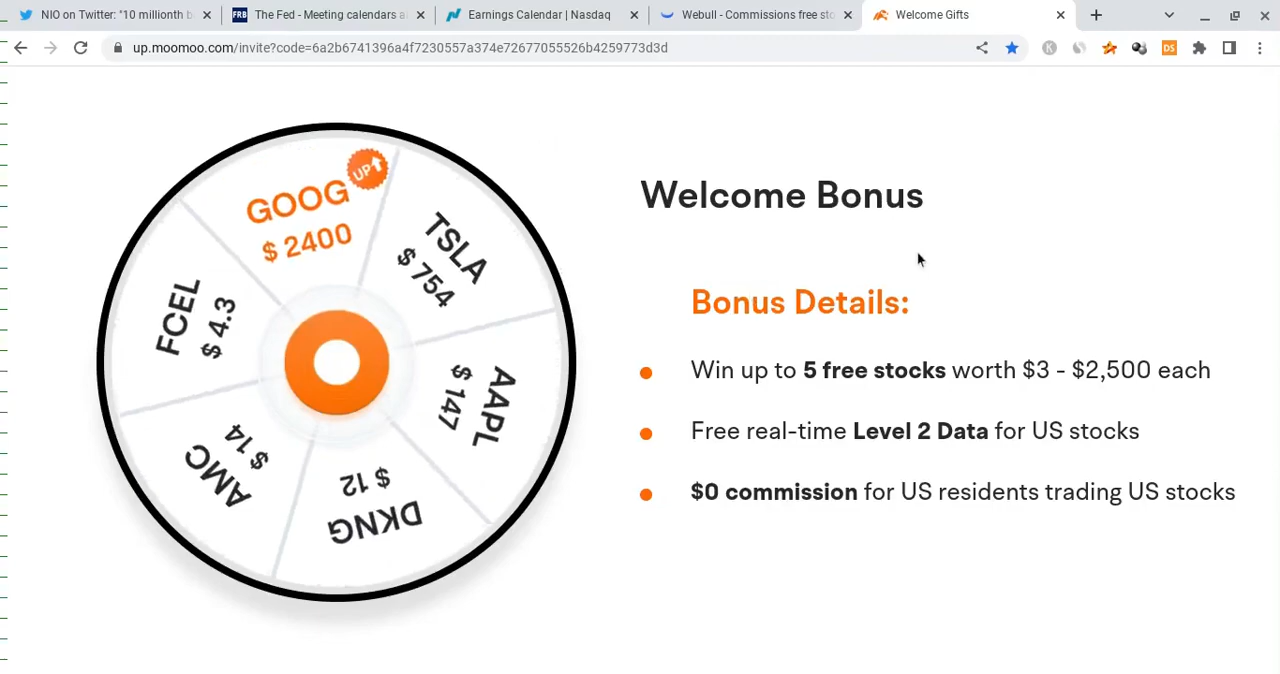 NIO on Twitter: "10 millionth b
The Fed - Meeting calendars a
Earnings Calendar | Nasdaq
Webull - Commissions free sto
Welcome Gifts
up.moomoo.com/invite?code=6a2b6741396a4f7230557a374e72677055526b4259773d3d
GOOG
$ 2400
UP
TSLA
$ 754
AAPL
$ 147
DKNG
$ 12
AMC
$ 14
FCEL
$ 4.3
Welcome Bonus
Bonus Details:
Win up to 5 free stocks worth $3 - $2,500 each
Free real-time Level 2 Data for US stocks
$0 commission for US residents trading US stocks
FRB
K
DS